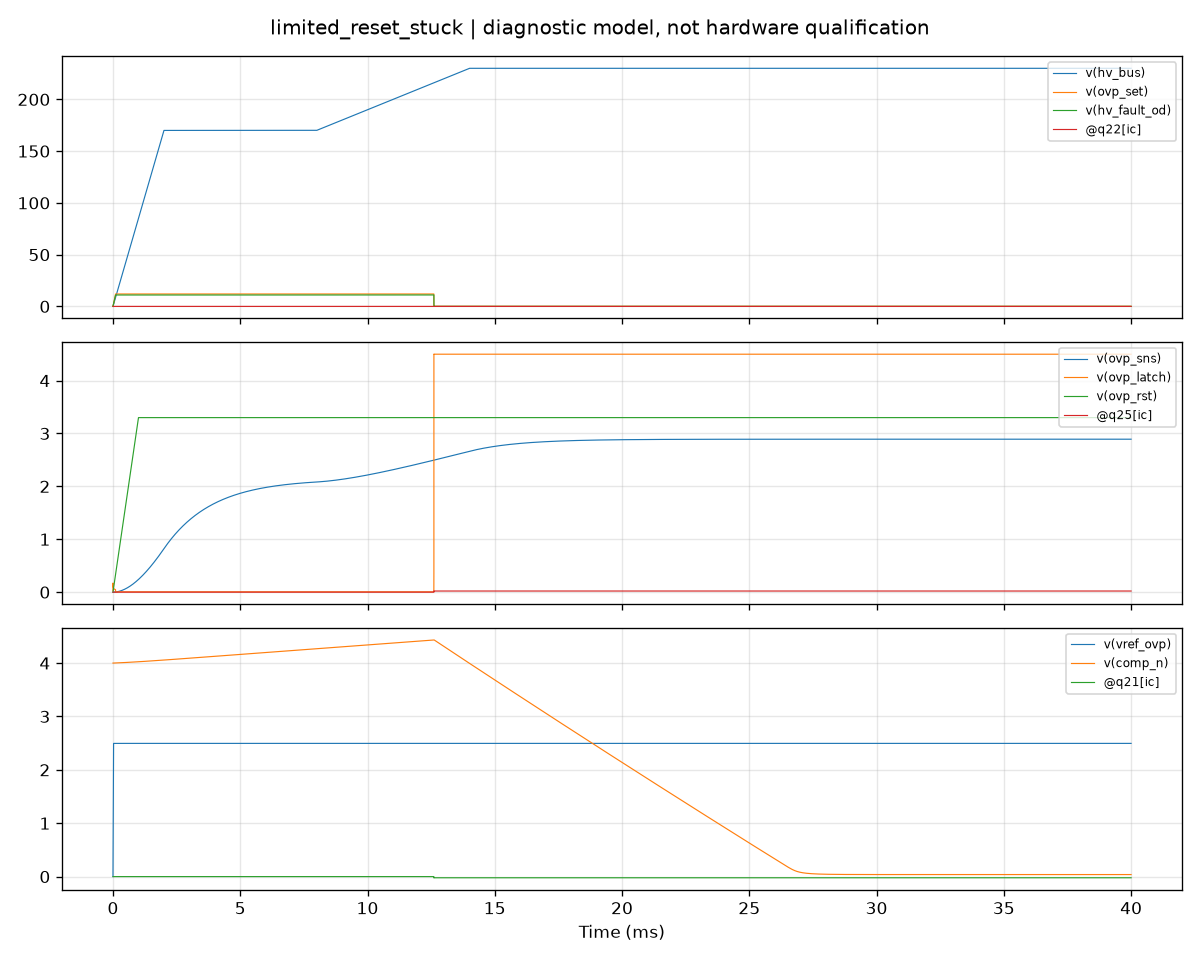 limited_reset_stuck | diagnostic model, not hardware qualification
v(hv_bus)
v(ovp_set)
v(hv_fault_od)
@q22[ic]
200
150
100
50
0
v(ovp_sns)
v(ovp_latch)
v(ovp_rst)
@q25[ic]
4
3
2
1
0
v(vref_ovp)
v(comp_n)
@q21[ic]
4
3
2
1
0
0 5 10 15 20 25 30 35 40
Time (ms)